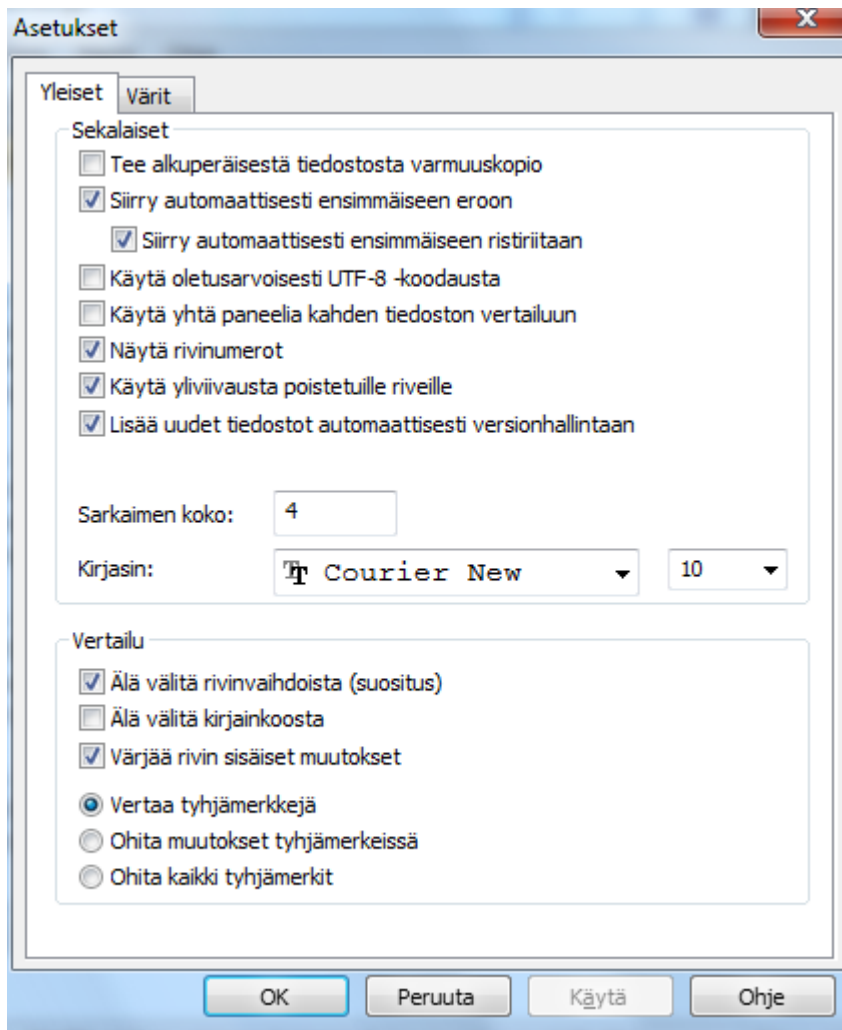 Asetukset
Yleiset
Värit
Sekalaiset
Tee alkuperäisestä tiedostosta varmuuskopio
Siirry automaattisesti ensimmäiseen eroon
Siirry automaattisesti ensimmäiseen ristiriitaan
Käytä oletusarvoisesti UTF-8 -koodausta
Käytä yhtä paneelia kahden tiedoston vertailuun
Näytä rivinumerot
Käytä yliviivausta poistetuille riveille
Lisää uudet tiedostot automaattisesti versionhallintaan
Sarkaimen koko: 4
Kirjasin: Courier New 10
Vertailu
Älä välitä rivinvaihdoista (suositus)
Älä välitä kirjainkoosta
Värjää rivin sisäiset muutokset
Vertaa tyhjämerkkejä
Ohita muutokset tyhjämerkeissä
Ohita kaikki tyhjämerkit
OK Peruuta Käytä Ohje